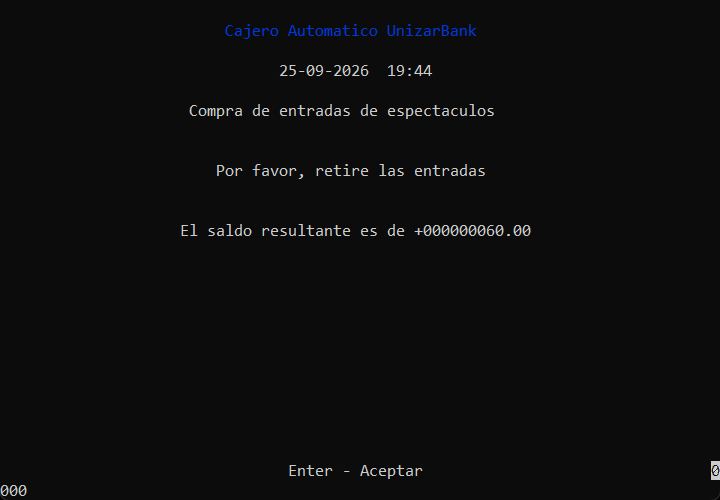 Cajero Automatico UnizarBank
25-09-2026  19:44
Compra de entradas de espectaculos
Por favor, retire las entradas
El saldo resultante es de +000000060.00
Enter - Aceptar
0
000